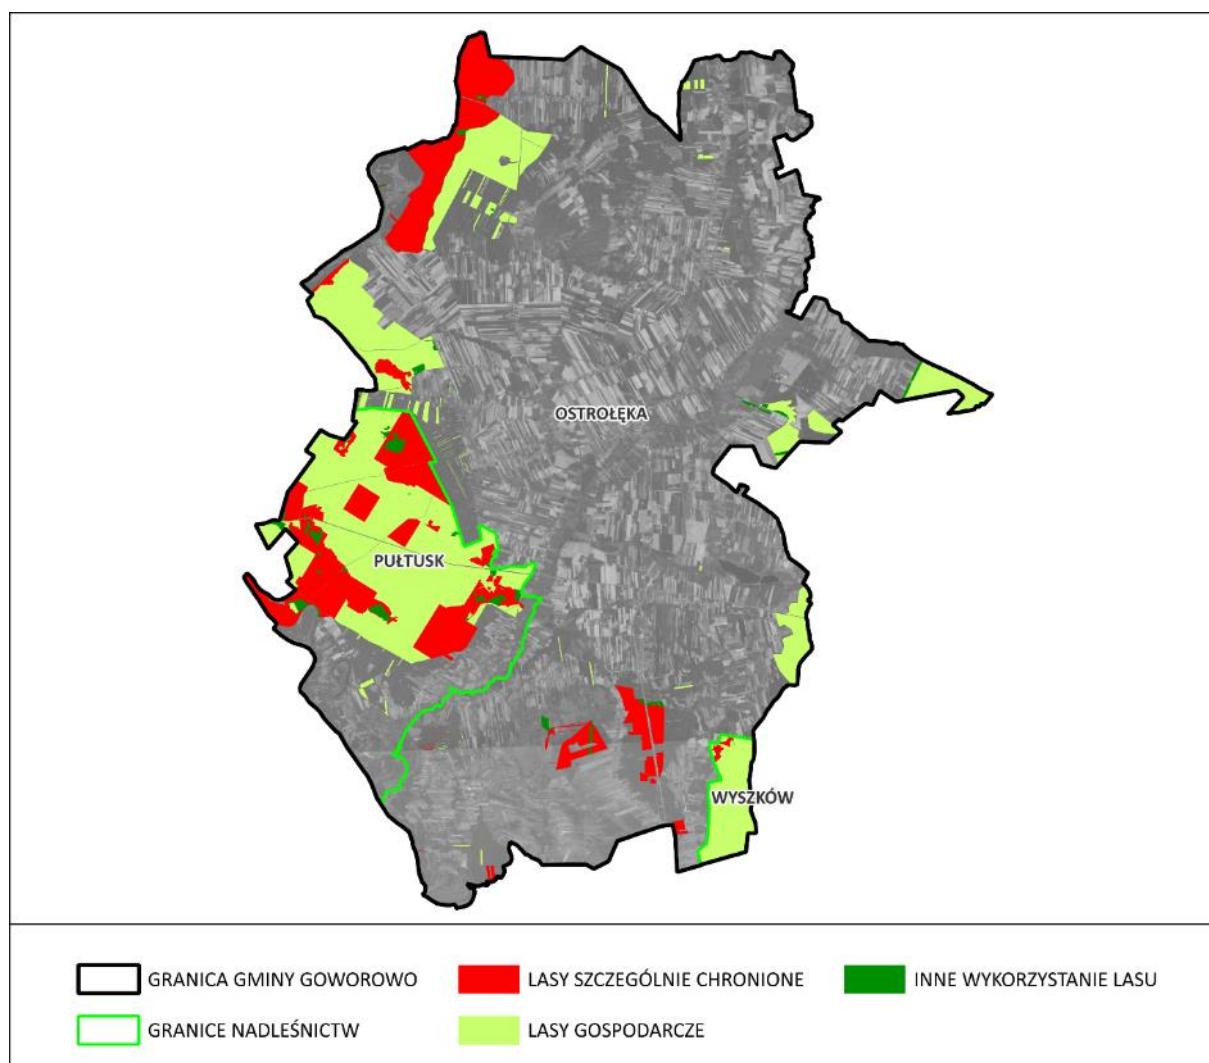 OSTROŁĘKA
PUŁTUSK
WYSZKÓW
GRANICA GMINY GOWOROWO
LASY SZCZEGÓLNIE CHRONIONE
INNE WYKORZYSTANIE LASU
GRANICE NADLEŚNICTW
LASY GOSPODARCZE